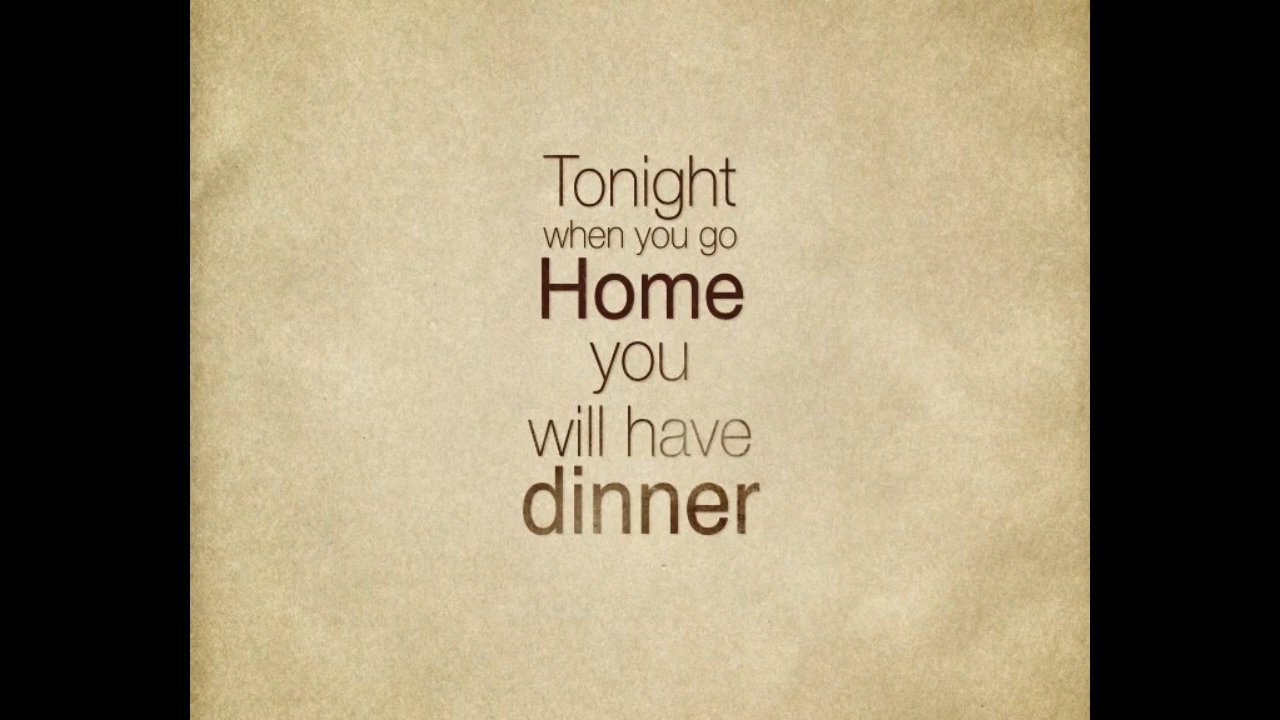 Tonight
when you go
Home
you
will have
dinner